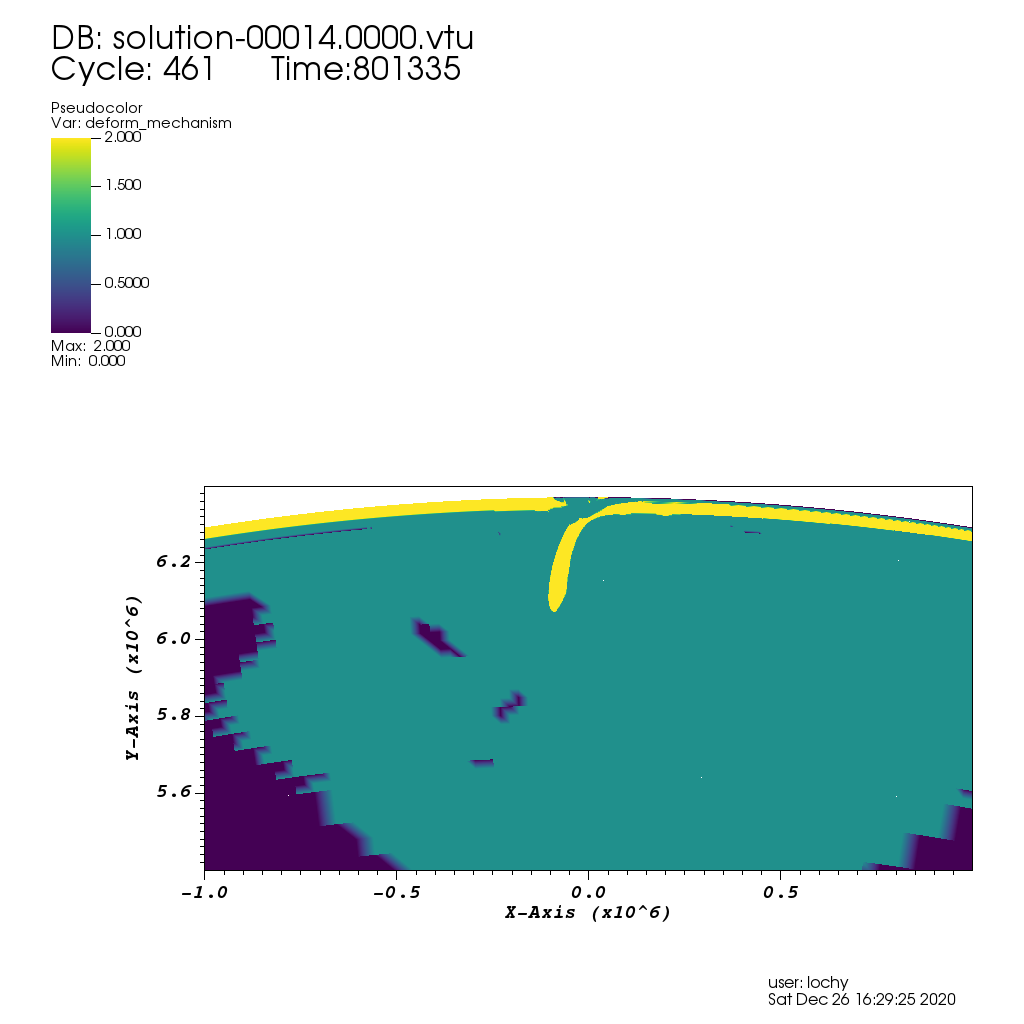 DB: solution-00014.0000.vtu
Cycle: 461 Time:801335
Pseudocolor
Var: deform_mechanism
2.000
1.500
1.000
0.5000
0.000
Max: 2.000
Min: 0.000
6.2
6.0
5.8
5.6
Y-Axis (x10^6)
-1.0 -0.5 0.0 0.5
X-Axis (x10^6)
user: lochy
Sat Dec 26 16:29:25 2020